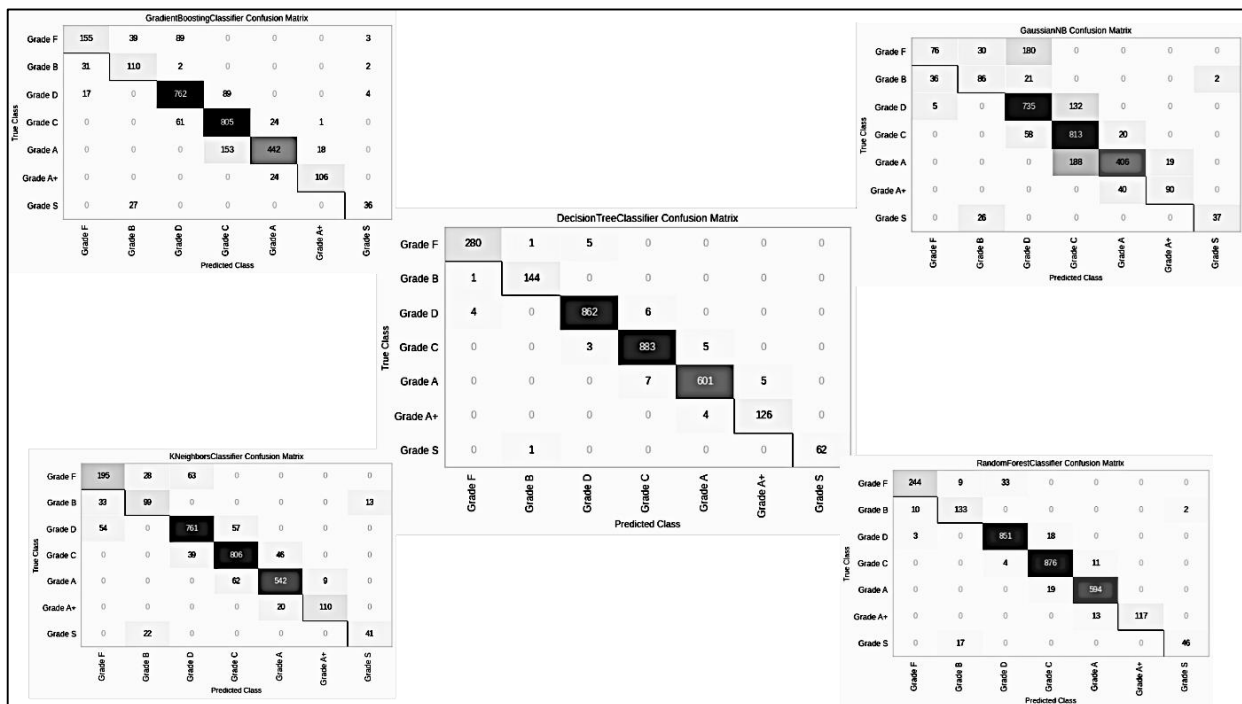 GradientBoostingClassifier Confusion Matrix
True Class
Grade F 155 39 89 0 0 0 3
Grade B 31 110 2 0 0 0 2
Grade D 17 0 762 89 0 0 4
Grade C 0 0 61 805 24 1 0
Grade A 0 0 0 153 442 18 0
Grade A+ 0 0 0 0 24 106 0
Grade S 0 27 0 0 0 0 36
Grade F Grade B Grade D Grade C Grade A Grade A+ Grade S
Predicted Class
GaussianNB Confusion Matrix
True Class
Grade F 76 30 180 0 0 0 0
Grade B 36 86 21 0 0 0 2
Grade D 5 0 735 132 0 0 0
Grade C 0 0 58 813 20 0 0
Grade A 0 0 0 188 406 19 0
Grade A+ 0 0 0 0 40 90 0
Grade S 0 26 0 0 0 0 37
Grade F Grade B Grade D Grade C Grade A Grade A+ Grade S
Predicted Class
DecisionTreeClassifier Confusion Matrix
True Class
Grade F 280 1 5 0 0 0 0
Grade B 1 144 0 0 0 0 0
Grade D 4 0 862 6 0 0 0
Grade C 0 0 3 883 5 0 0
Grade A 0 0 0 7 601 5 0
Grade A+ 0 0 0 0 4 126 0
Grade S 0 1 0 0 0 0 62
Grade F Grade B Grade D Grade C Grade A Grade A+ Grade S
Predicted Class
KNeighborsClassifier Confusion Matrix
True Class
Grade F 195 28 63 0 0 0 0
Grade B 33 99 0 0 0 0 13
Grade D 54 0 761 57 0 0 0
Grade C 0 0 39 806 46 0 0
Grade A 0 0 0 62 542 9 0
Grade A+ 0 0 0 0 20 110 0
Grade S 0 22 0 0 0 0 41
Grade F Grade B Grade D Grade C Grade A Grade A+ Grade S
Predicted Class
RandomForestClassifier Confusion Matrix
True Class
Grade F 244 9 33 0 0 0 0
Grade B 10 133 0 0 0 0 2
Grade D 3 0 851 18 0 0 0
Grade C 0 0 4 876 11 0 0
Grade A 0 0 0 19 594 0 0
Grade A+ 0 0 0 0 13 117 0
Grade S 0 17 0 0 0 0 46
Grade F Grade B Grade D Grade C Grade A Grade A+ Grade S
Predicted Class